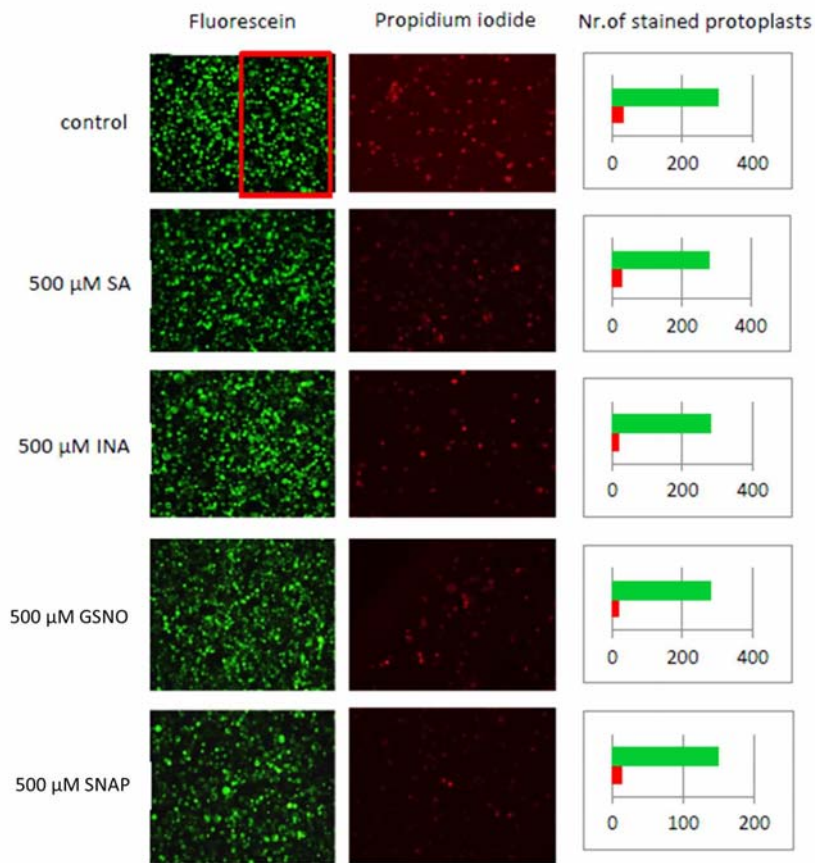 Fluorescein Propidium iodide Nr.of stained protoplasts
control
0 200 400
500 µM SA
0 200 400
500 µM INA
0 200 400
500 µM GSNO
0 200 400
500 µM SNAP
0 100 200